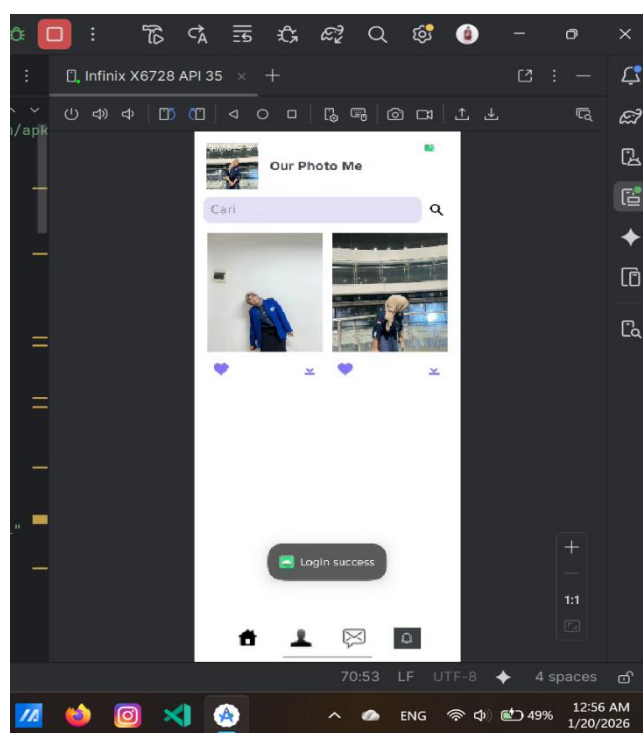 Infinix X6728 API 35
n/apk
Our Photo Me
Cari
Login success
"
1:1
70:53 LF UTF-8 4 spaces
ENG 49% 12:56 AM
1/20/2026